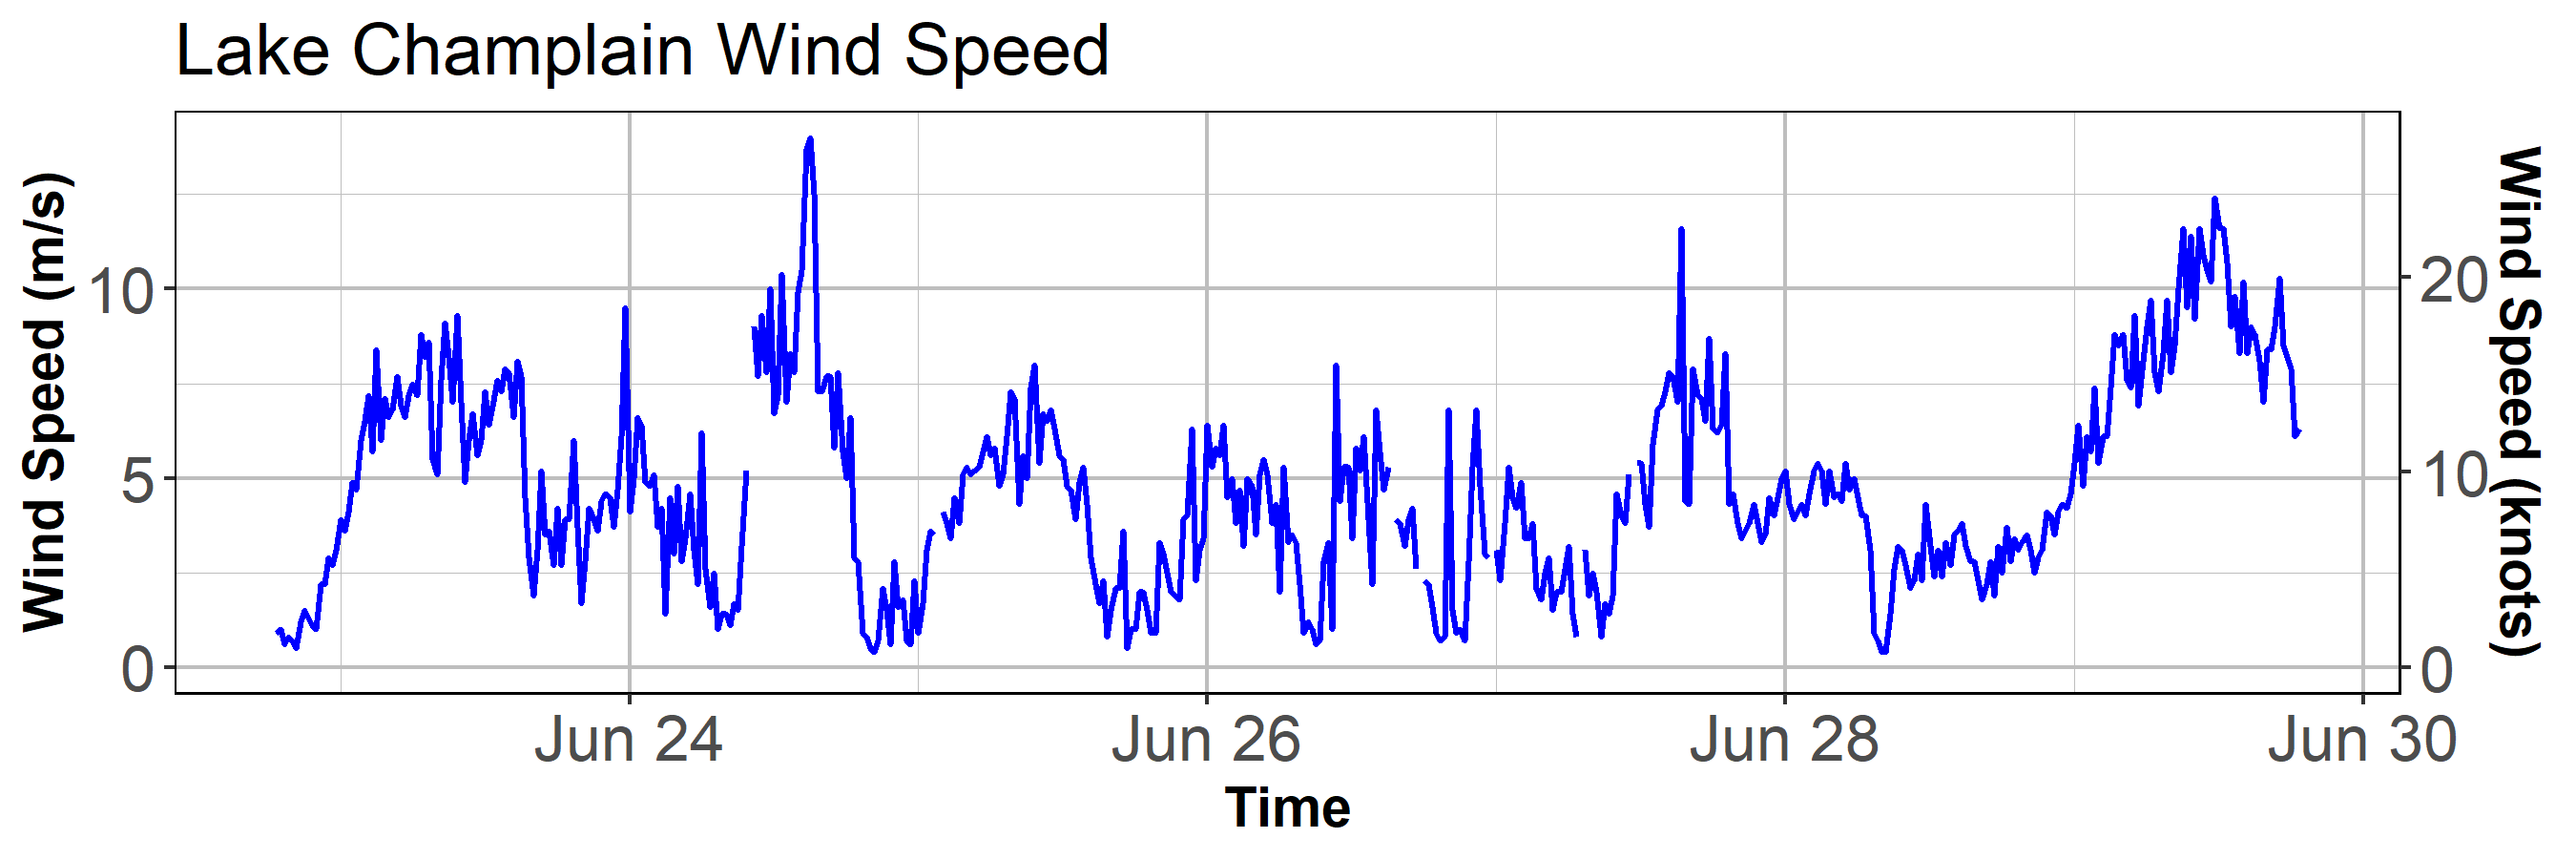 Lake Champlain Wind Speed
Wind Speed (m/s)
10
5
0
20
10
0
Wind Speed (knots)
Jun 24
Jun 26
Jun 28
Jun 30
Time